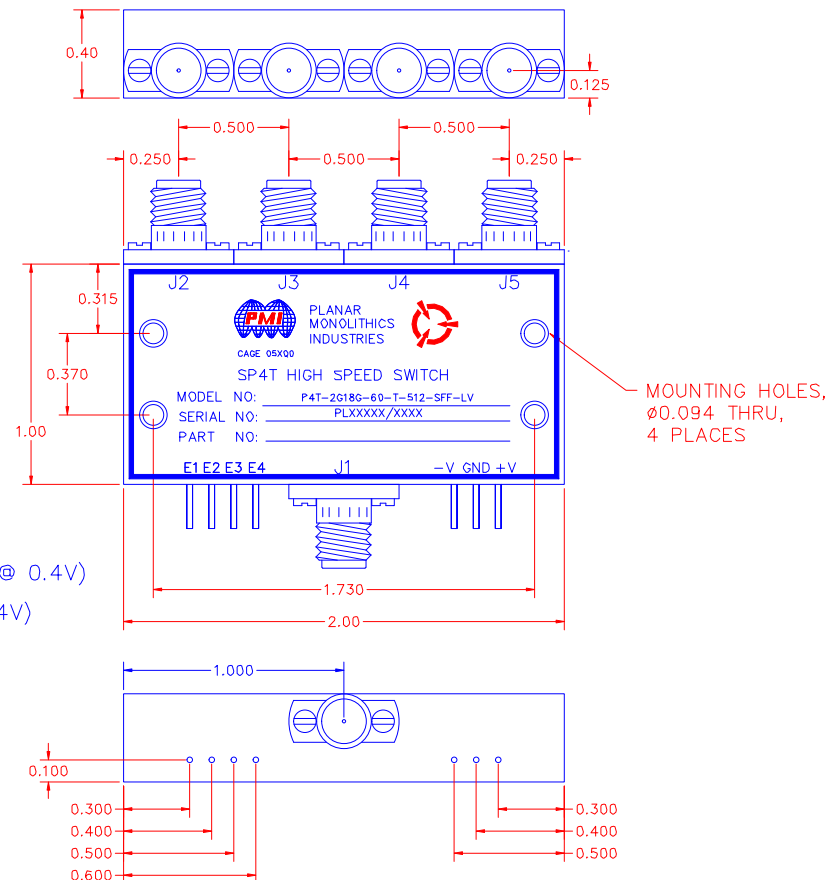 0.40
0.125
0.500
0.500
0.250
0.500
0.250
J2 J3 J4 J5
0.315
PMI
PLANAR
MONOLITHICS
INDUSTRIES
CAGE 05XQ0
SP4T HIGH SPEED SWITCH
0.370
MODEL NO: P4T-2G18G-60-T-512-SFF-LV
SERIAL NO: PLXXXXX/XXXX
PART NO:
MOUNTING HOLES,
ø0.094 THRU,
4 PLACES
1.00
E1 E2 E3 E4 J1 -V GND +V
@ 0.4V)
4V)
1.730
2.00
1.000
0.100
0.300 0.300
0.400 0.400
0.500 0.500
0.600